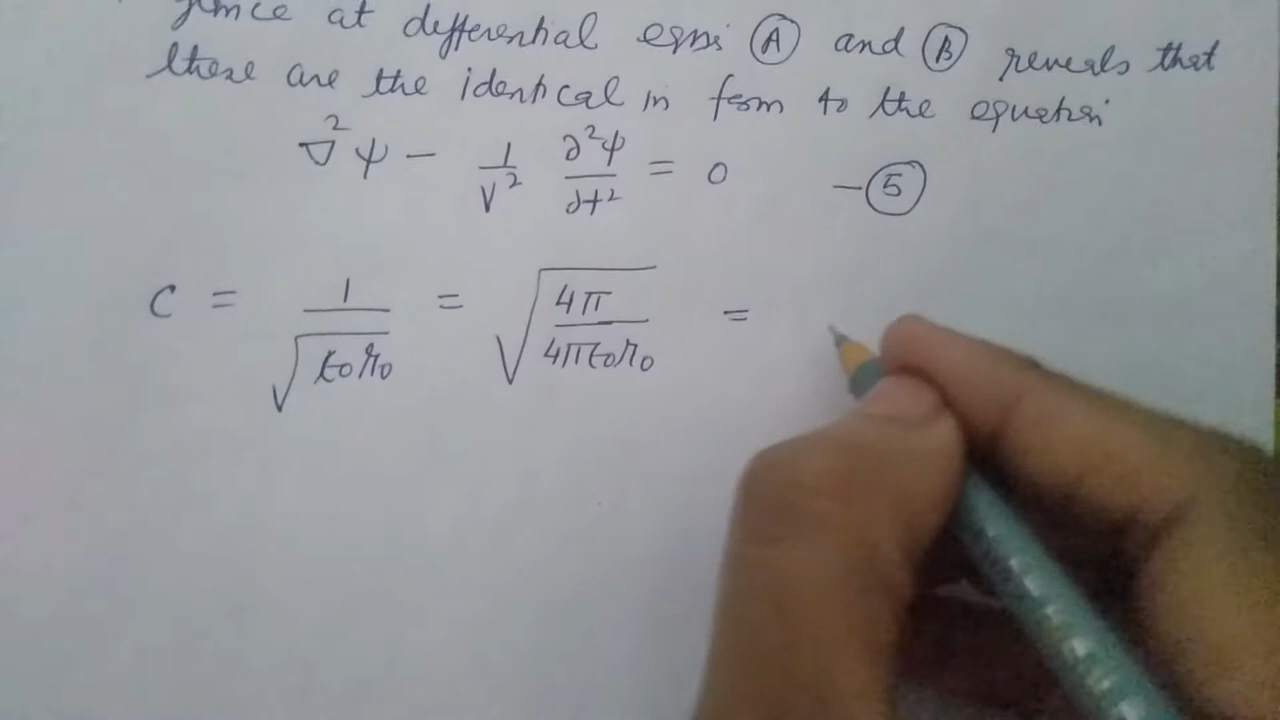 at differential eqns Ⓐ and Ⓑ reveals that
these are the identical in form to the equation
∇²ψ − 1/V² ∂²ψ/∂t² = 0 −⑤
C = 1/√(ϵ₀μ₀) = √(4π/4πϵ₀μ₀) =